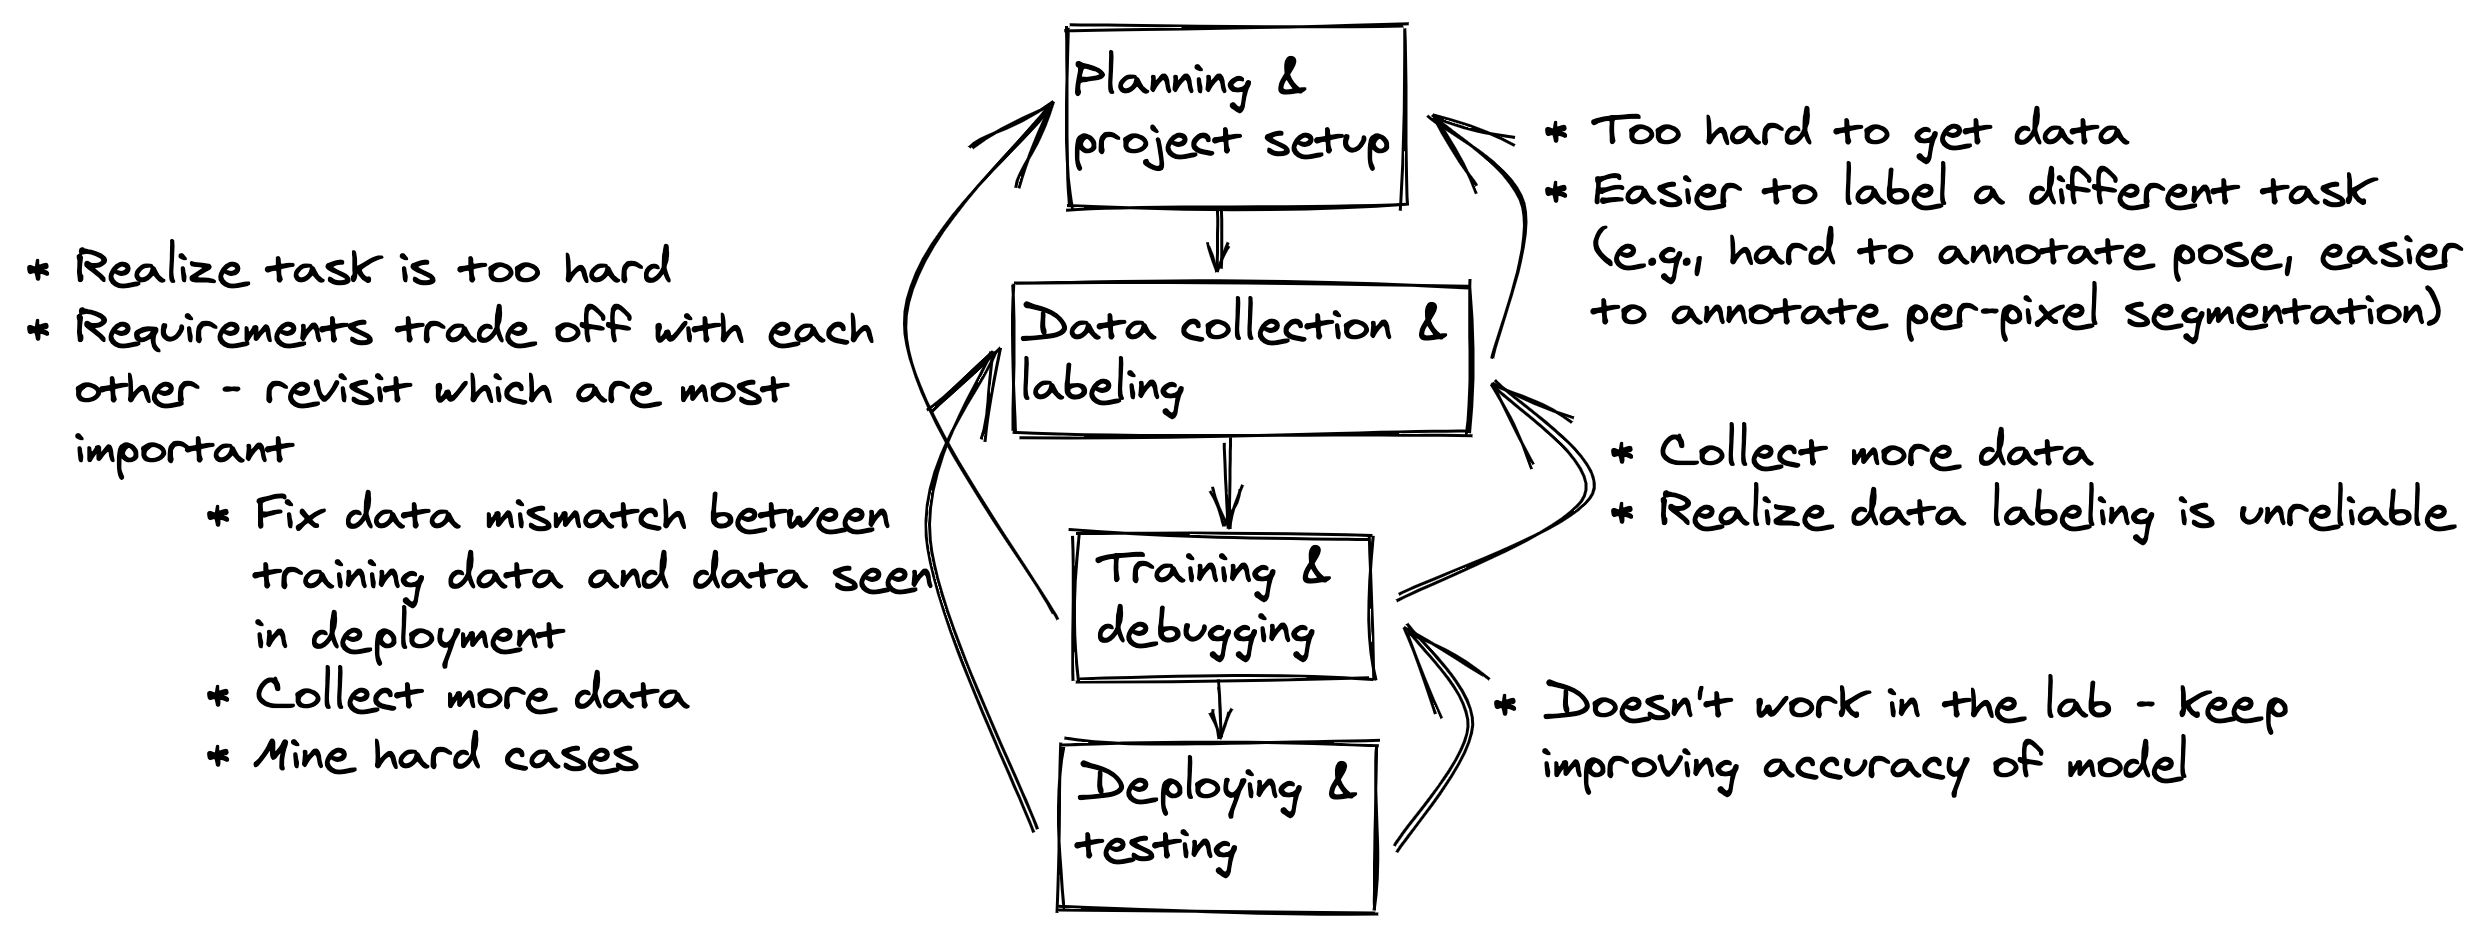 Planning &
project setup
* Too hard to get data
* Easier to label a different task
(e.g., hard to annotate pose, easier
to annotate per-pixel segmentation)
* Realize task is too hard
* Requirements trade off with each
other - revisit which are most
important
Data collection &
labeling
* Collect more data
* Realize data labeling is unreliable
* Fix data mismatch between
training data and data seen
in deployment
* Collect more data
* Mine hard cases
Training &
debugging
* Doesn't work in the lab - keep
improving accuracy of model
Deploying &
testing